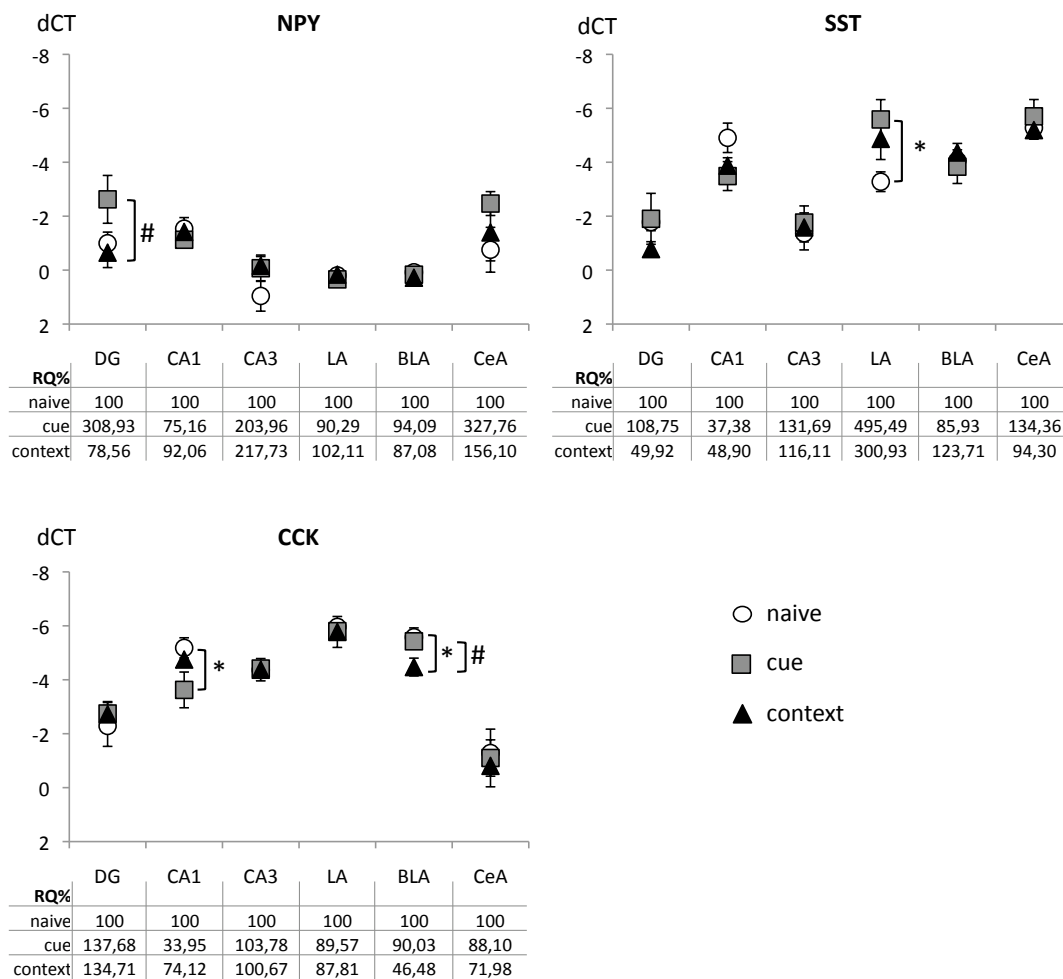 dCT NPY
-8
-6
-4
-2
0
2
#
DG CA1 CA3 LA BLA CeA
RQ%
naive 100 100 100 100 100 100
cue 308,93 75,16 203,96 90,29 94,09 327,76
context 78,56 92,06 217,73 102,11 87,08 156,10
dCT SST
-8
-6
-4
-2
0
2
*
DG CA1 CA3 LA BLA CeA
RQ%
naive 100 100 100 100 100 100
cue 108,75 37,38 131,69 495,49 85,93 134,36
context 49,92 48,90 116,11 300,93 123,71 94,30
dCT CCK
-8
-6
-4
-2
0
2
* * #
DG CA1 CA3 LA BLA CeA
RQ%
naive 100 100 100 100 100 100
cue 137,68 33,95 103,78 89,57 90,03 88,10
context 134,71 74,12 100,67 87,81 46,48 71,98
naive
cue
context